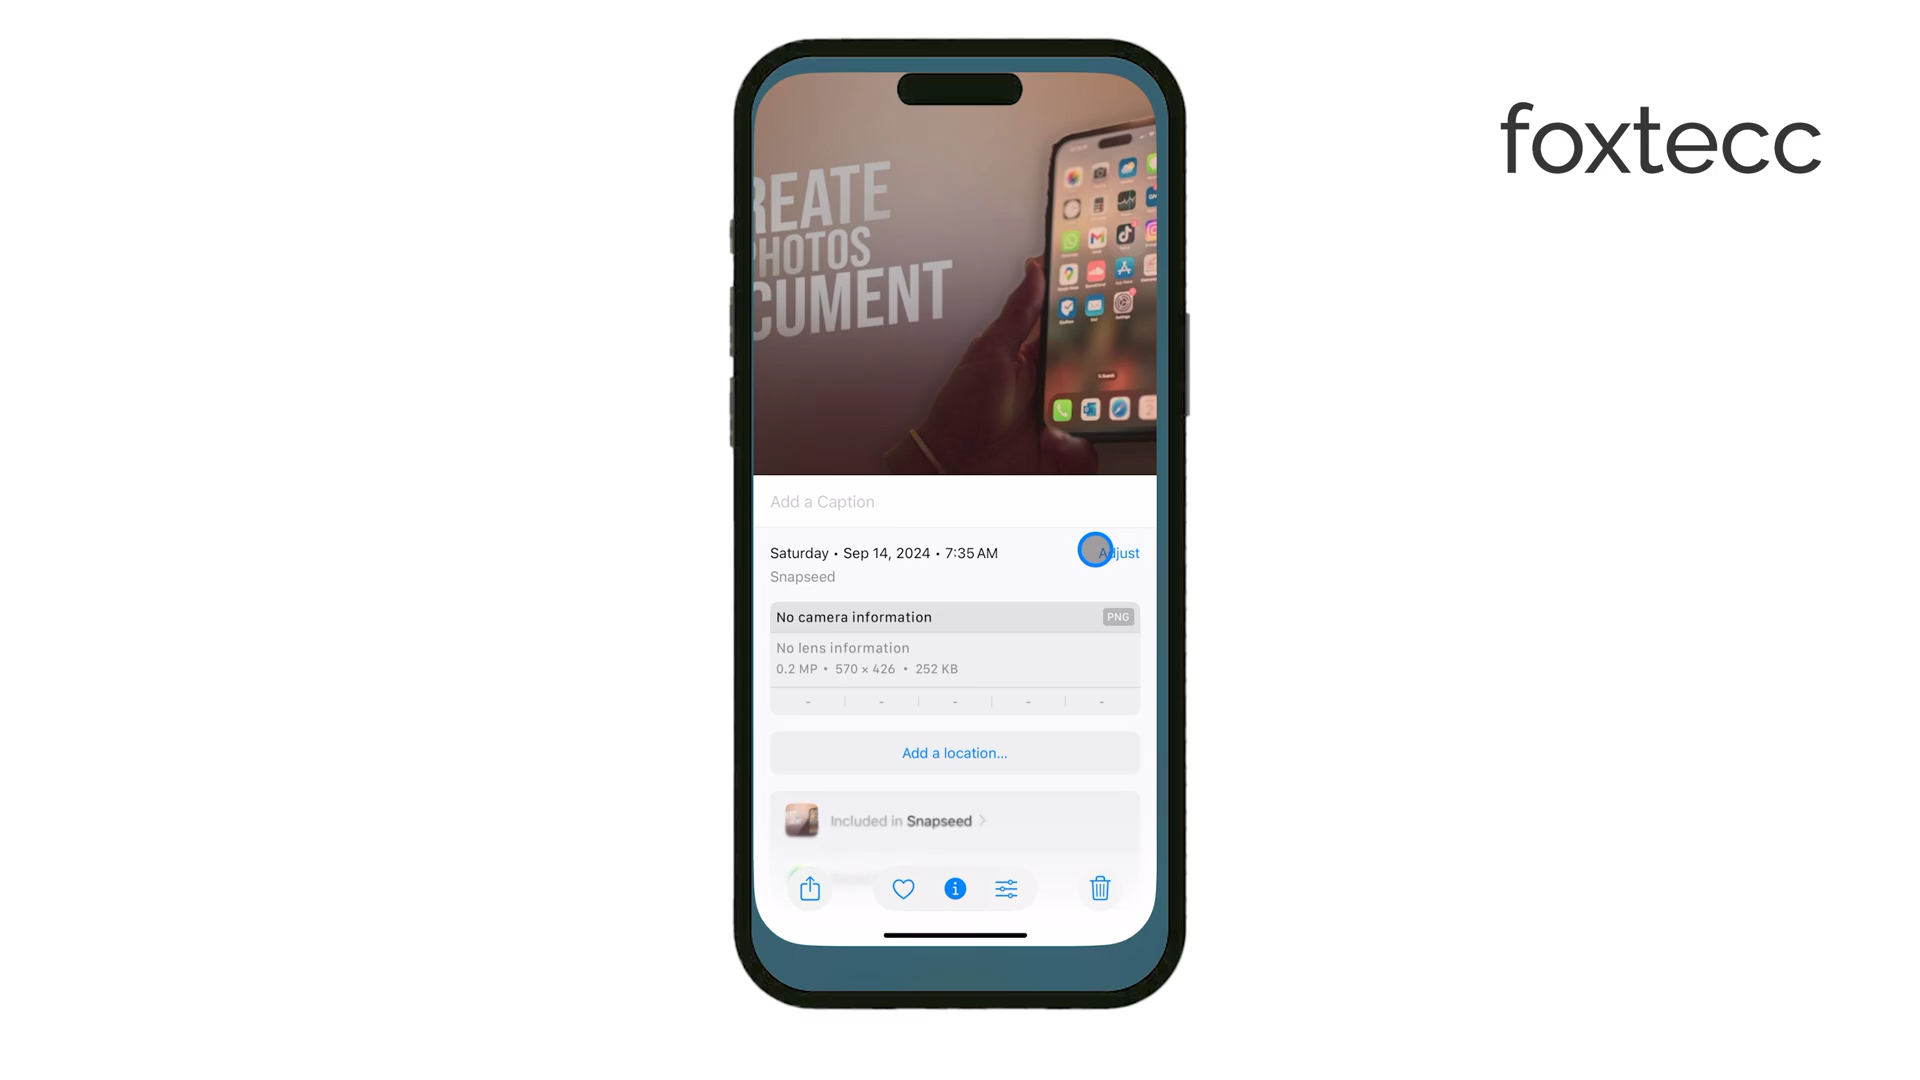 foxtecc
REATE
PHOTOS
CUMENT
Add a Caption
Saturday • Sep 14, 2024 • 7:35 AM
Adjust
Snapseed
No camera information
PNG
No lens information
0.2 MP • 570 × 426 • 252 KB
- - - - -
Add a location...
Included in Snapseed